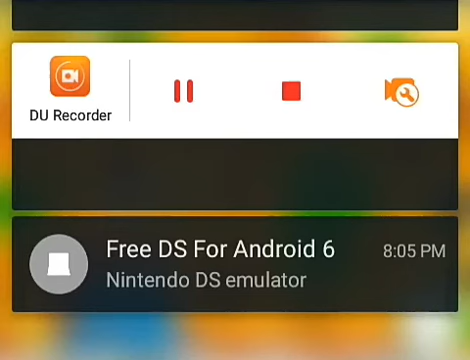 DU Recorder
Free DS For Android 6
8:05 PM
Nintendo DS emulator